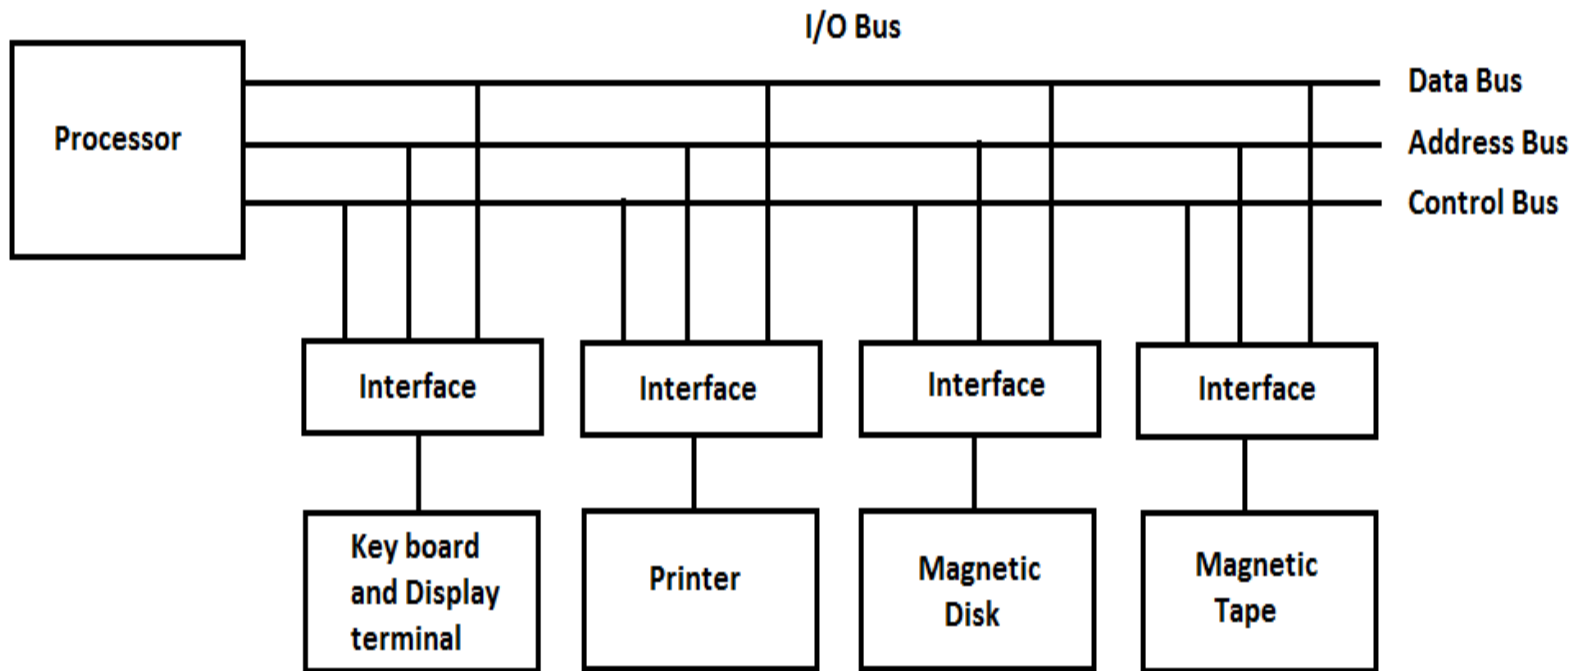 I/O Bus
Data Bus
Processor
Address Bus
Control Bus
Interface
Interface
Interface
Interface
Key board
and Display
terminal
Printer
Magnetic
Disk
Magnetic
Tape